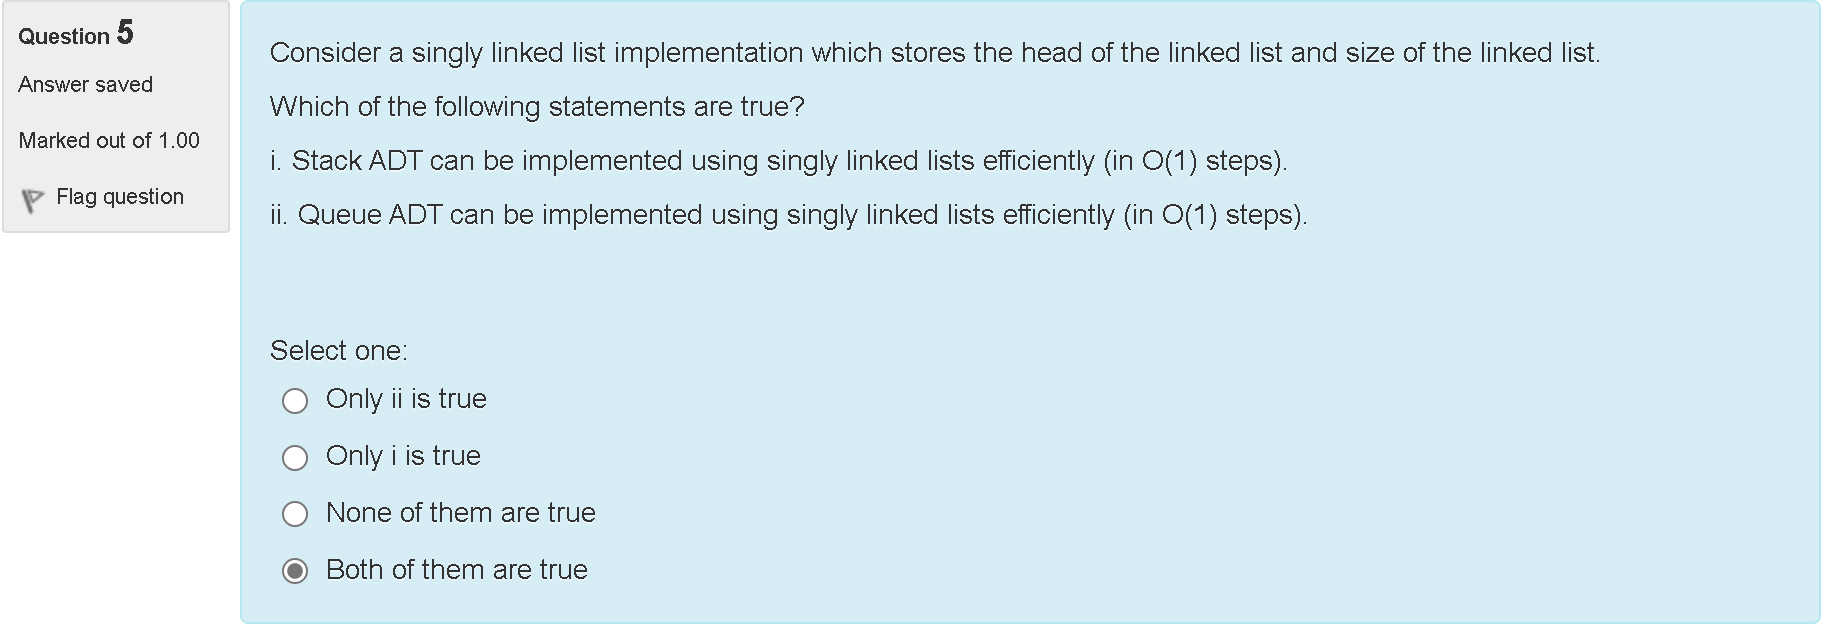 Question 5
Answer saved
Marked out of 1.00
Flag question
Consider a singly linked list implementation which stores the head of the linked list and size of the linked list.
Which of the following statements are true?
i. Stack ADT can be implemented using singly linked lists efficiently (in O(1) steps).
ii. Queue ADT can be implemented using singly linked lists efficiently (in O(1) steps).
Select one:
Only ii is true
Only i is true
None of them are true
Both of them are true